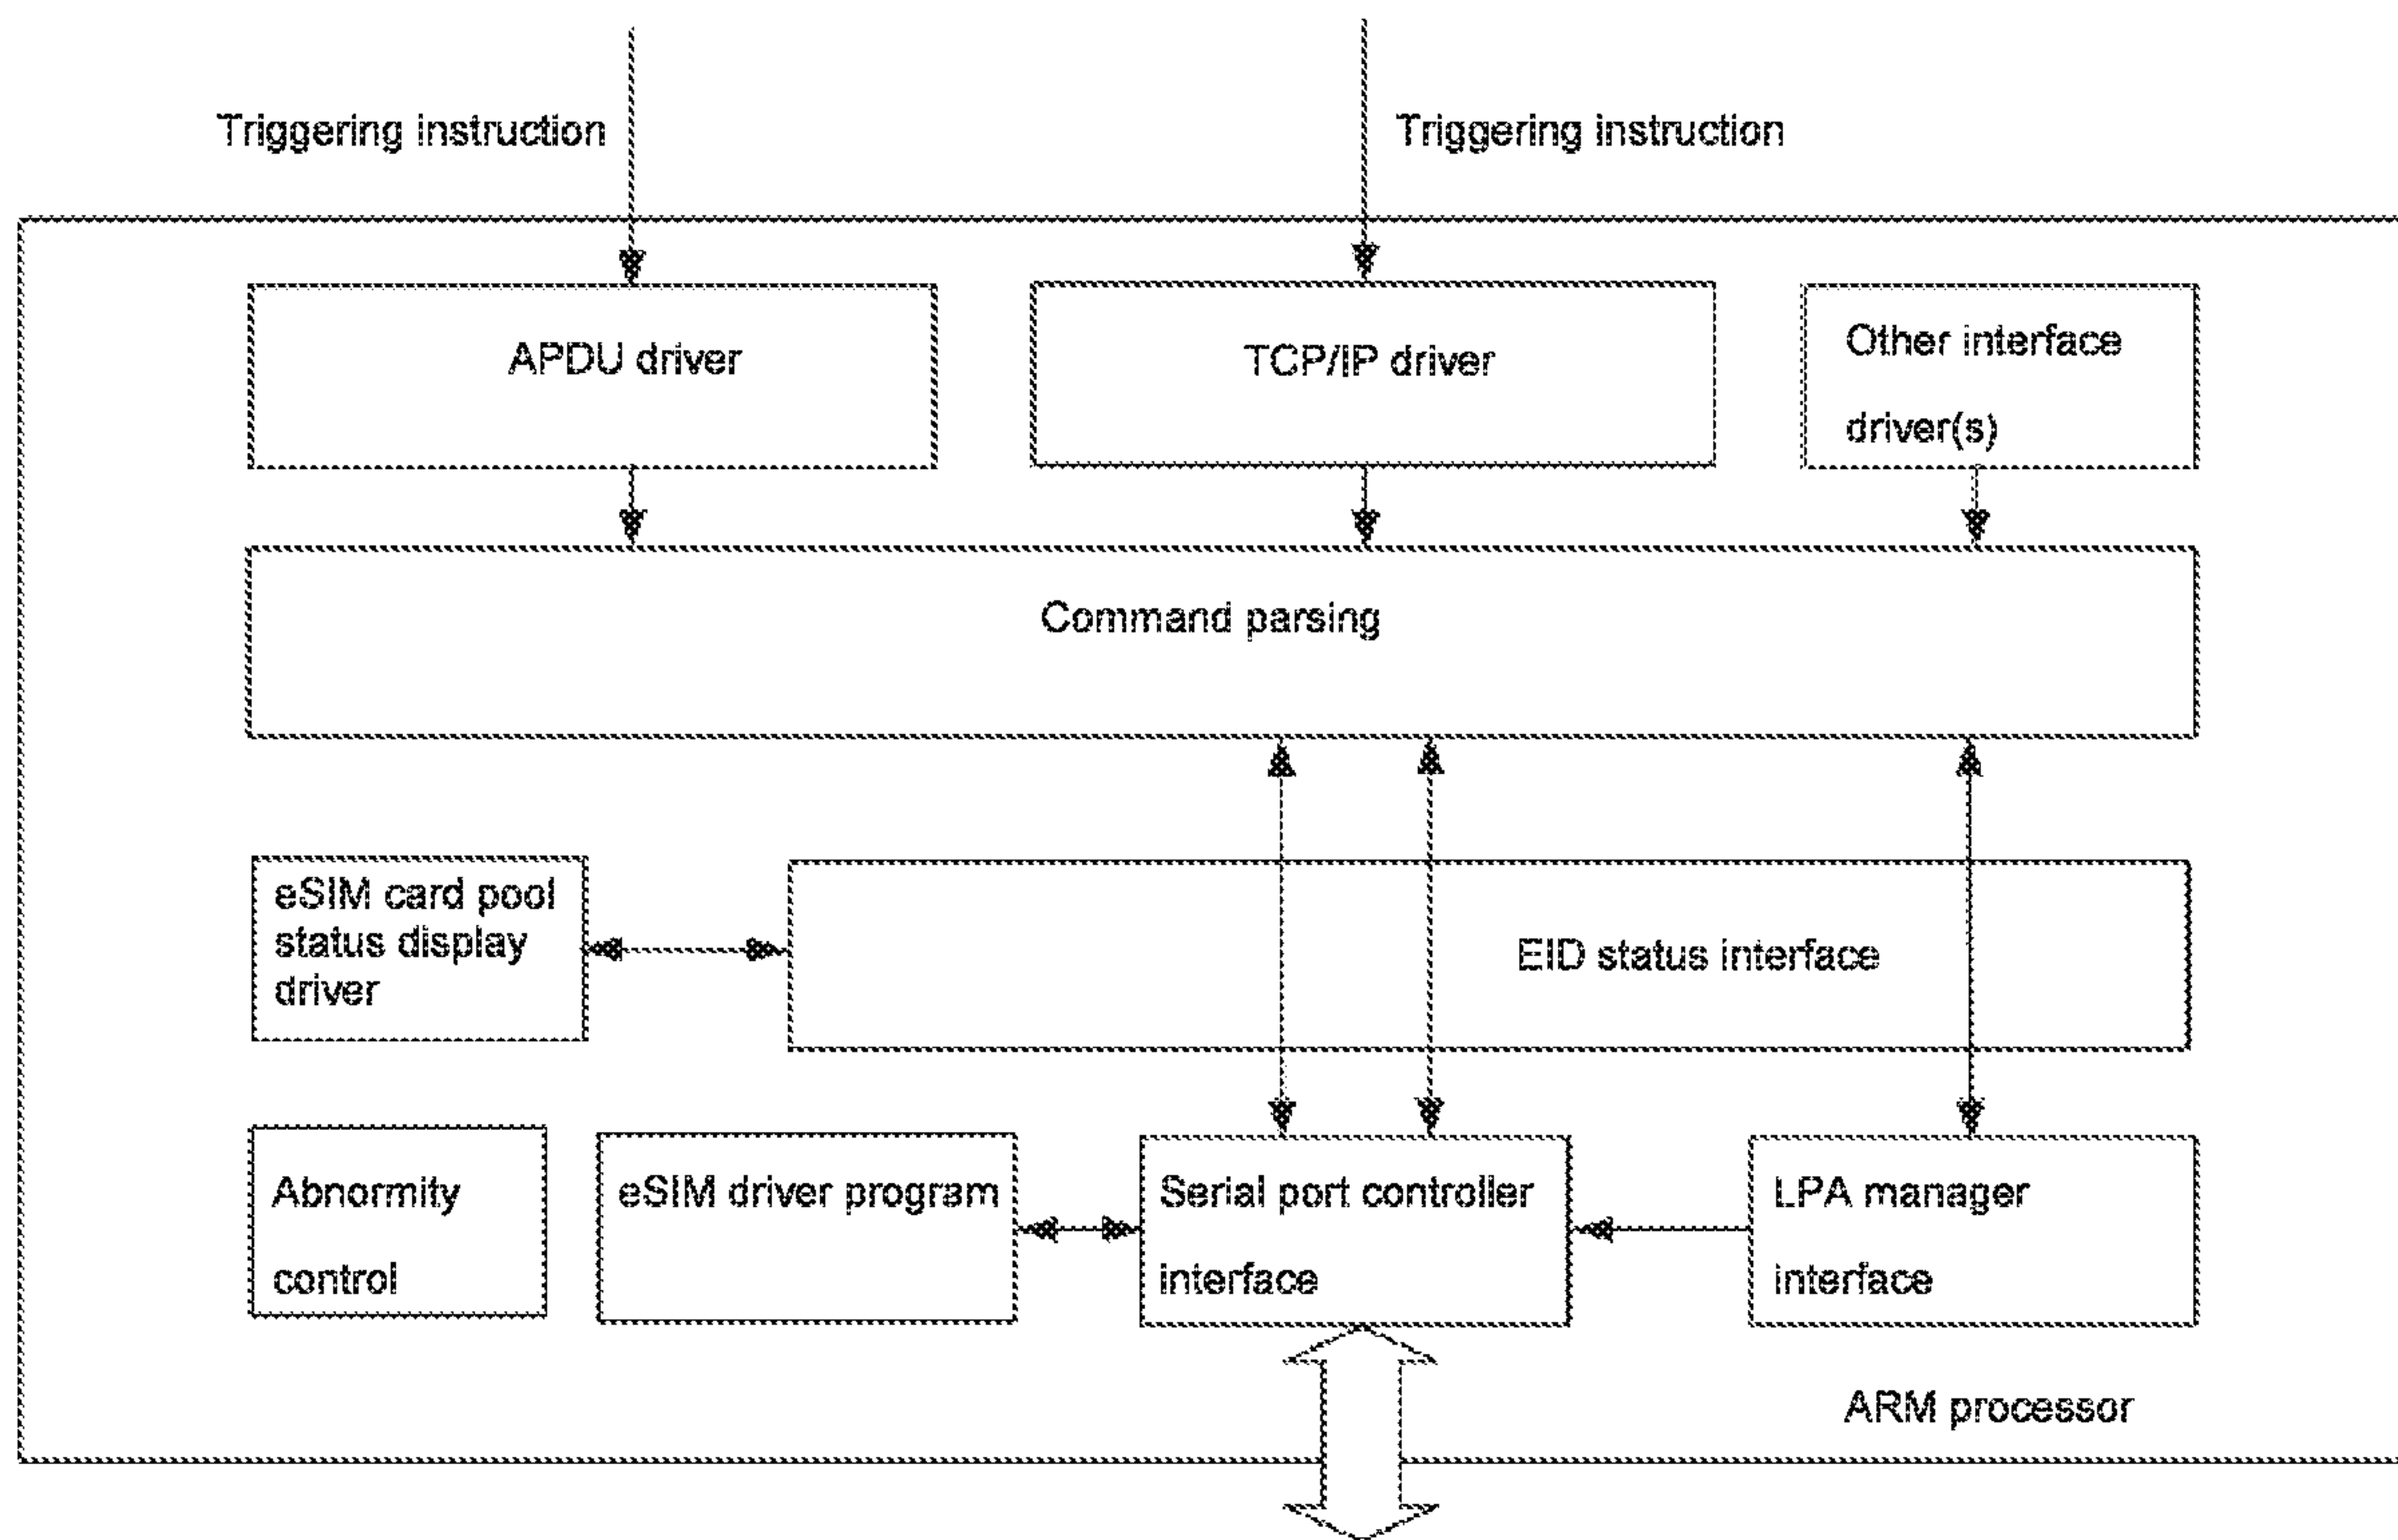 Triggering instruction
Triggering instruction
APDU driver
TCP/IP driver
Other interface
driver(s)
Command parsing
eSIM card pool
status display
driver
EID status interface
Abnormity
control
eSIM driver program
Serial port controller
interface
LPA manager
interface
ARM processor